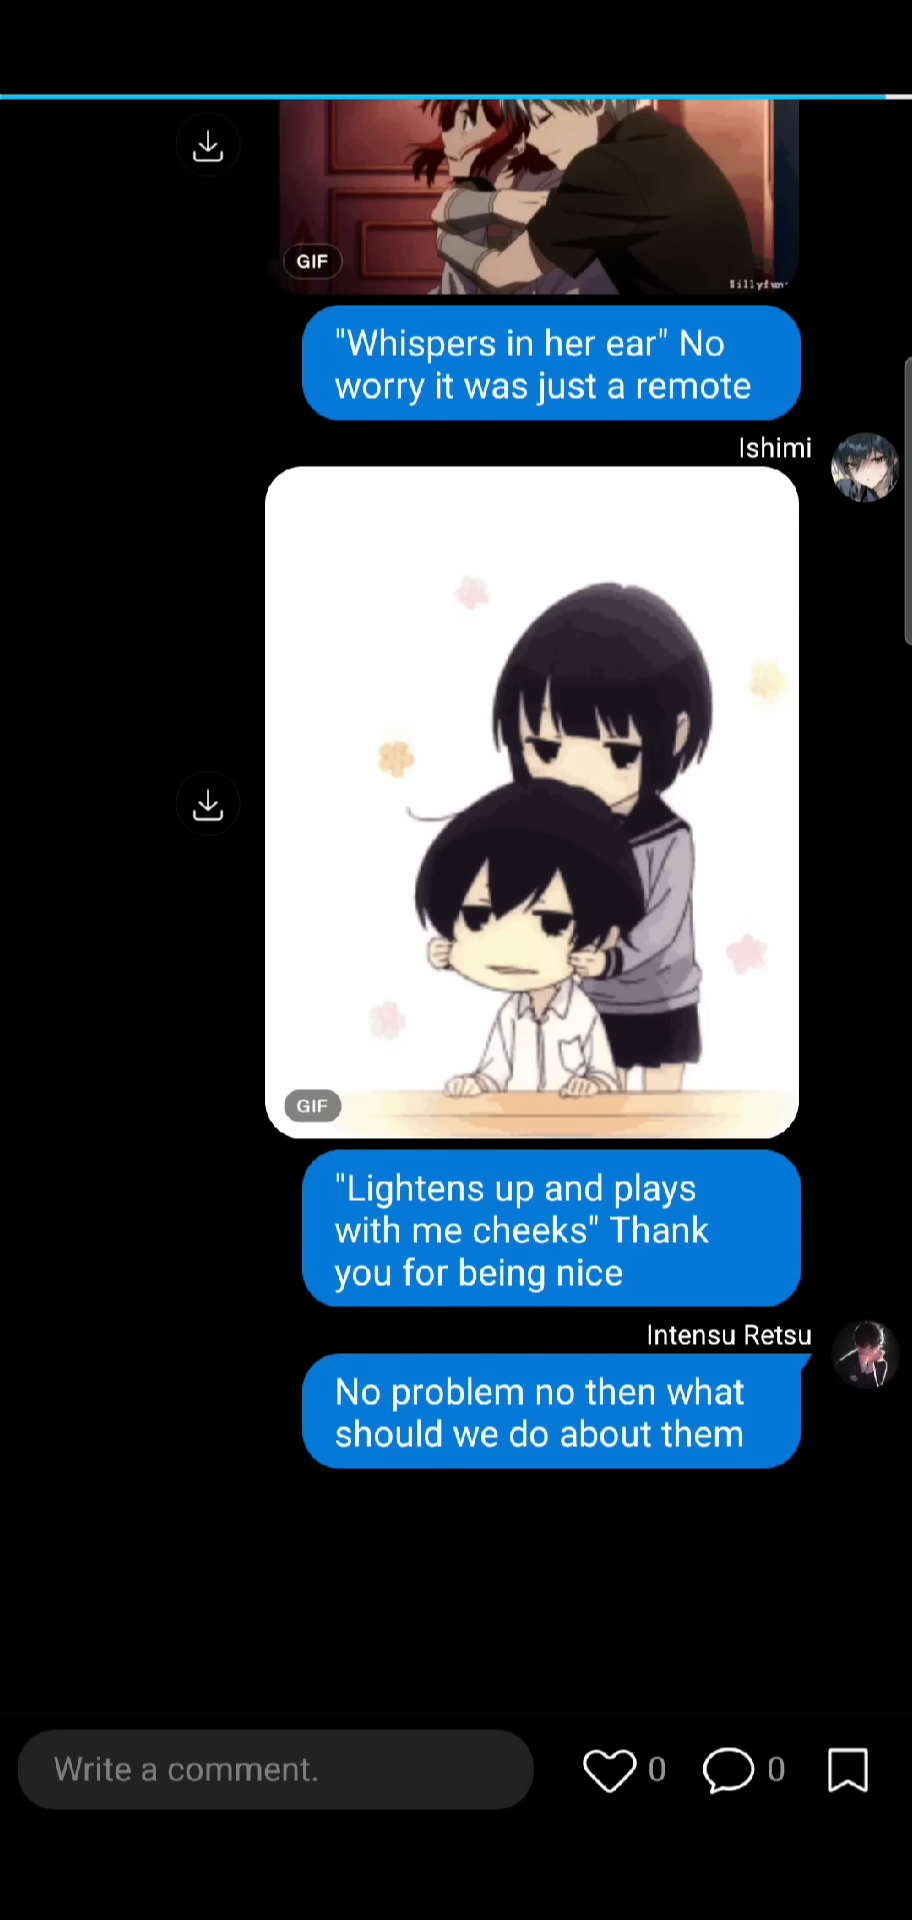 GIF
"Whispers in her ear" No
worry it was just a remote
Ishimi
GIF
"Lightens up and plays
with me cheeks" Thank
you for being nice
Intensu Retsu
No problem no then what
should we do about them
Write a comment.
0
0